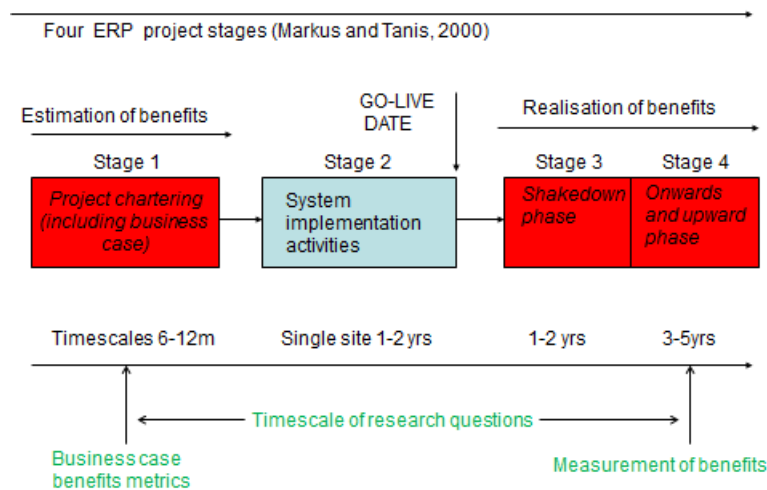 Four ERP project stages (Markus and Tanis, 2000)
GO-LIVE
DATE
Estimation of benefits
Realisation of benefits
Stage 1
Stage 2
Stage 3
Stage 4
Project chartering
(including business
case)
System
implementation
activities
Shakedown
phase
Onwards
and upward
phase
Timescales 6-12m
Single site 1-2 yrs
1-2 yrs
3-5yrs
Timescale of research questions
Business case
benefits metrics
Measurement of benefits